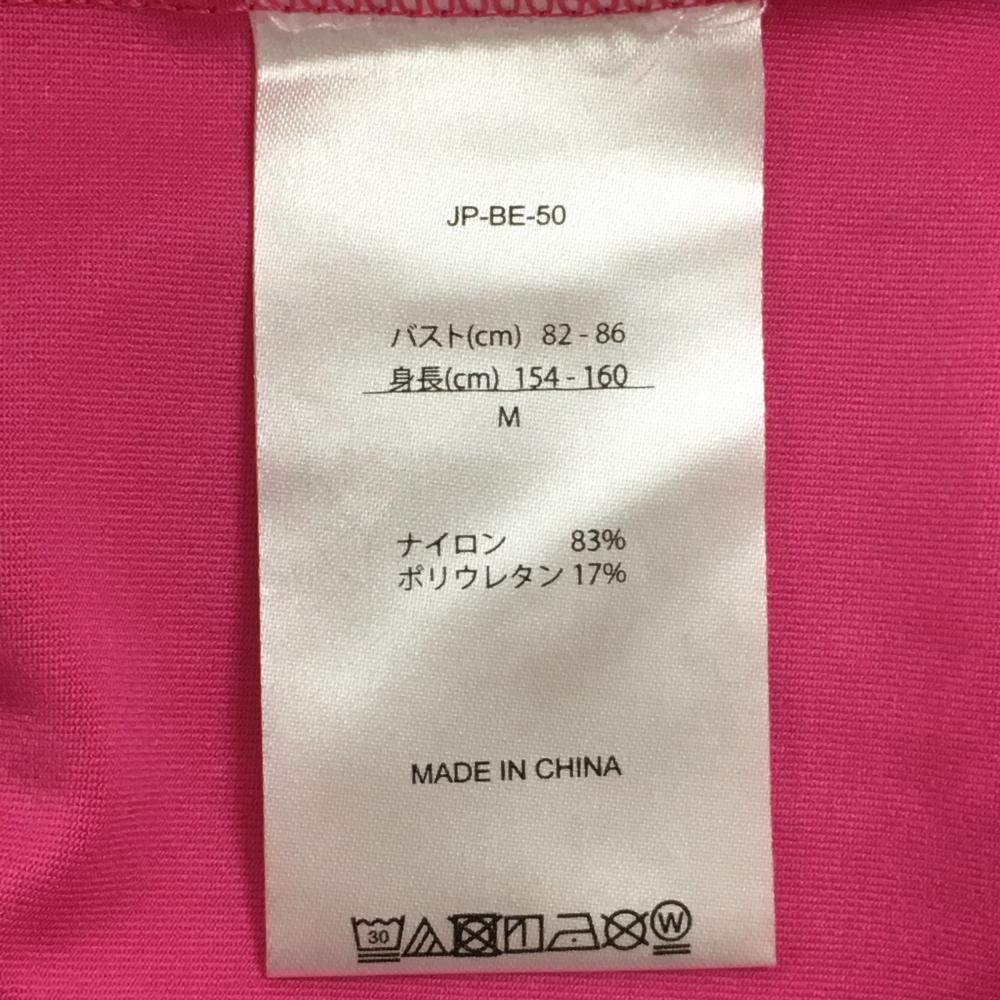 JP-BE-50
バスト(cm) 82 - 86
身長(cm) 154 - 160
M
ナイロン 83%
ポリウレタン 17%
MADE IN CHINA
30 W